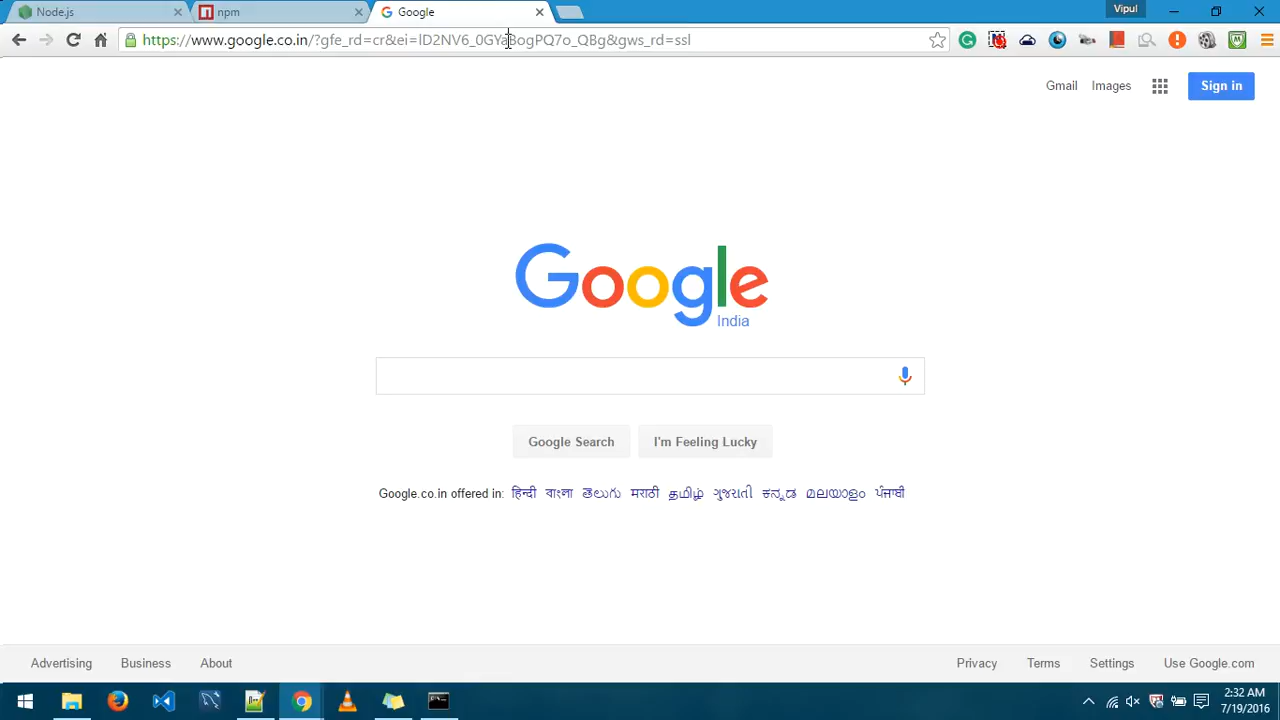 Node.js
npm
Google
Vipul
https://www.google.co.in/?gfe_rd=cr&ei=lD2NV6_0GYaBogPQ7o_QBg&gws_rd=ssl
Gmail Images Sign in
Google
India
Google Search I'm Feeling Lucky
Google.co.in offered in: हिन्दी বাংলা తెలుగు मराठी தமிழ் ગુજરાતી ಕನ್ನಡ മലയാളം ਪੰਜਾਬੀ
Advertising Business About Privacy Terms Settings Use Google.com
2:32 AM
7/19/2016